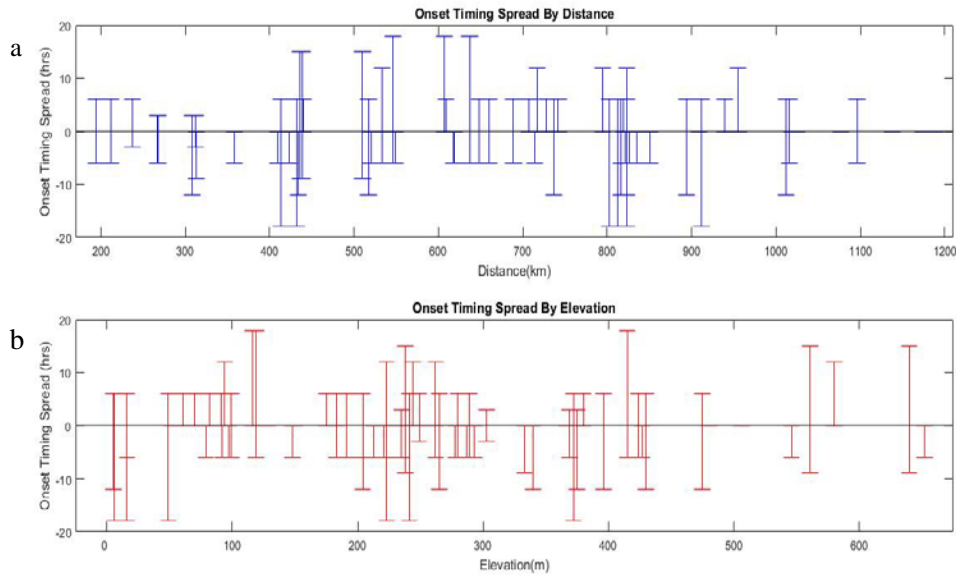 Onset Timing Spread By Distance
a
Onset Timing Spread (hrs)
20
10
0
-10
-20
200 300 400 500 600 700 800 900 1000 1100 1200
Distance(km)
Onset Timing Spread By Elevation
b
Onset Timing Spread (hrs)
20
10
0
-10
-20
0 100 200 300 400 500 600
Elevation(m)